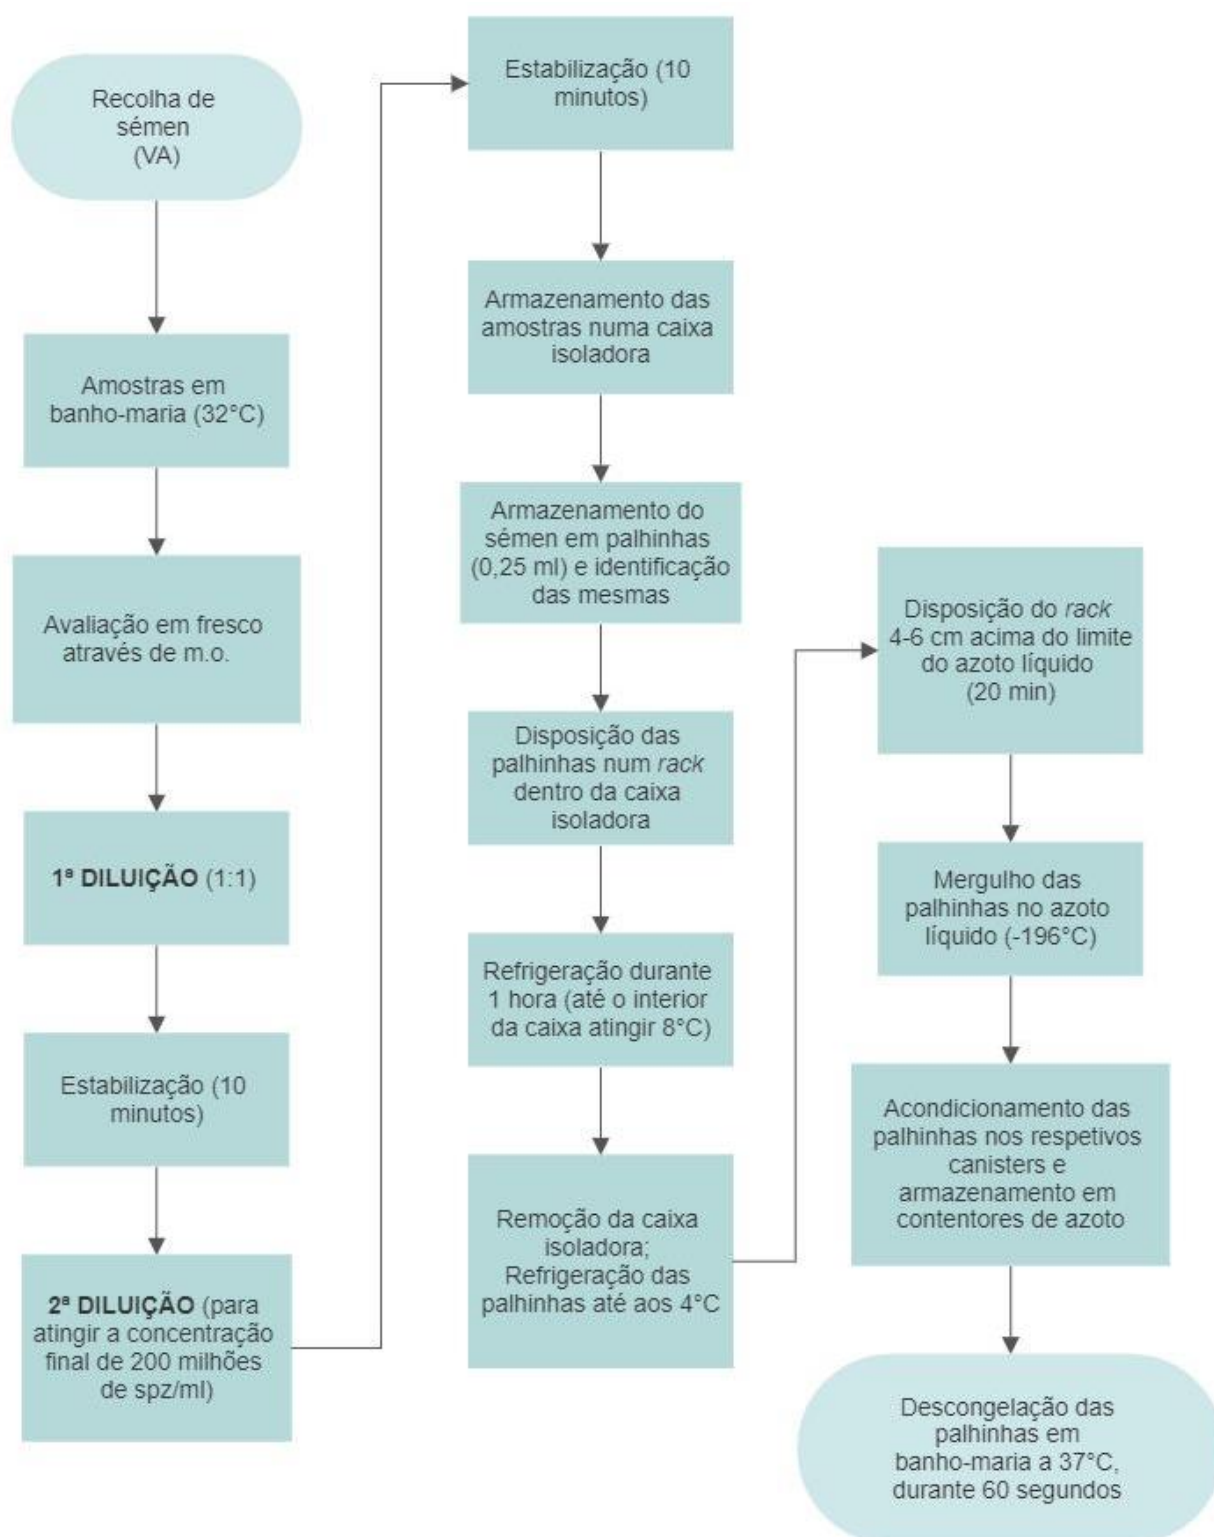 Recolha de
sémen
(VA)
Amostras em
banho-maria (32°C)
Avaliação em fresco
através de m.o.
1ª DILUIÇÃO (1:1)
Estabilização (10
minutos)
2ª DILUIÇÃO (para
atingir a concentração
final de 200 milhões
de spz/ml)
Estabilização (10
minutos)
Armazenamento das
amostras numa caixa
isoladora
Armazenamento do
sémen em palhinhas
(0,25 ml) e identificação
das mesmas
Disposição das
palhinhas num rack
dentro da caixa
isoladora
Refrigeração durante
1 hora (até o interior
da caixa atingir 8°C)
Remoção da caixa
isoladora;
Refrigeração das
palhinhas até aos 4°C
Disposição do rack
4-6 cm acima do limite
do azoto líquido
(20 min)
Mergulho das
palhinhas no azoto
líquido (-196°C)
Acondicionamento das
palhinhas nos respetivos
canisters e
armazenamento em
contentores de azoto
Descongelação das
palhinhas em
banho-maria a 37°C,
durante 60 segundos